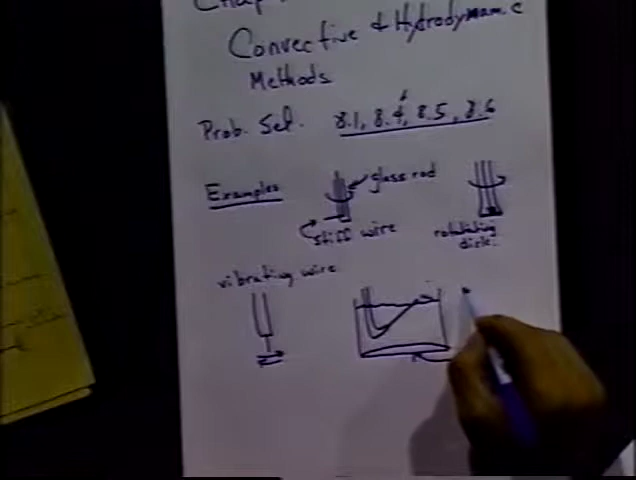 Chap
Convective & Hydrodynamic
Methods
Prob. Set. 8.1, 8.4, 8.5, 8.6
Examples
glass rod
stiff wire
rotating
disk
vibrating wire